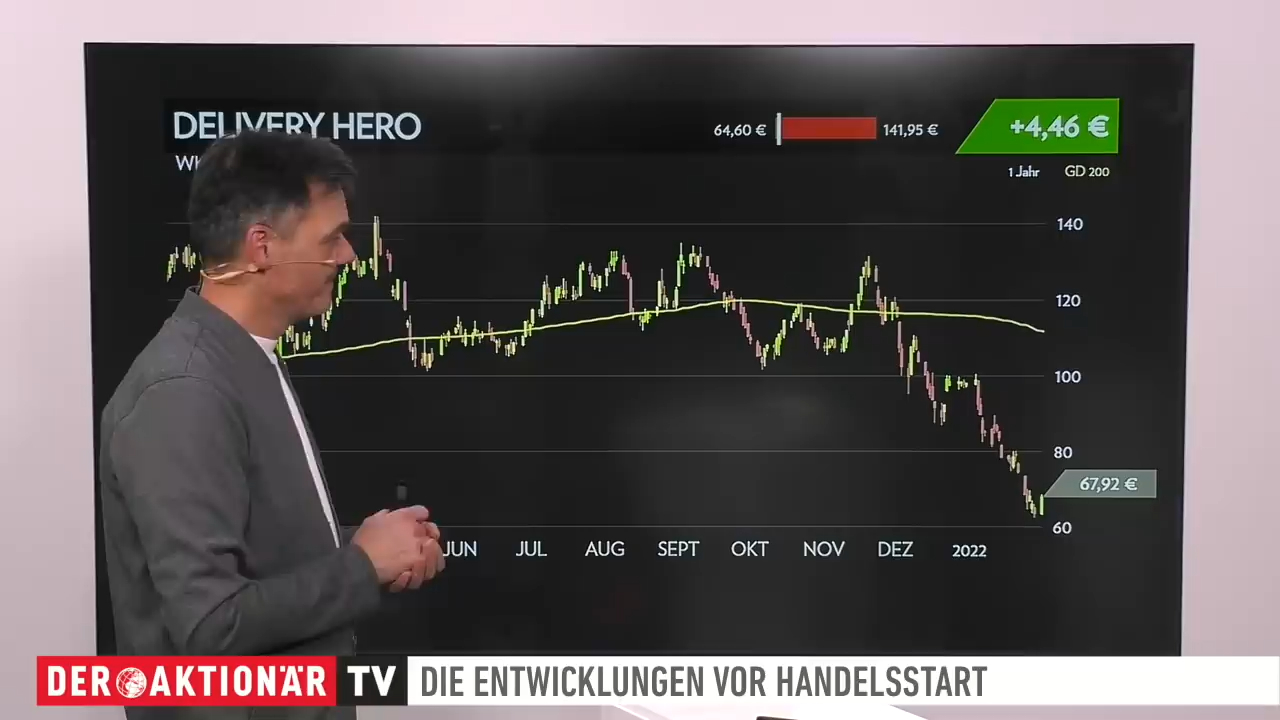 DELIVERY HERO
64,60 €
141,95 €
+4,46 €
1 Jahr GD 200
140
120
100
80
67,92 €
60
JUL AUG SEPT OKT NOV DEZ 2022
DER AKTIONÄR TV
DIE ENTWICKLUNGEN VOR HANDELSSTART